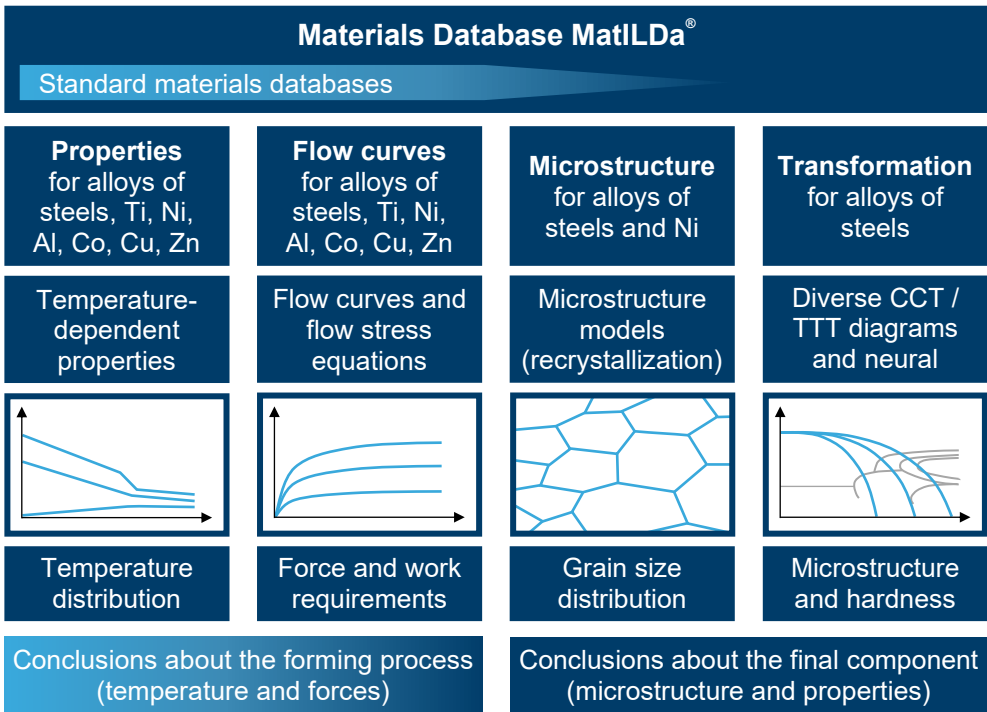 Materials Database MatILDa®
Standard materials databases
Properties
for alloys of
steels, Ti, Ni,
Al, Co, Cu, Zn
Flow curves
for alloys of
steels, Ti, Ni,
Al, Co, Cu, Zn
Microstructure
for alloys of
steels and Ni
Transformation
for alloys of
steels
Temperature-
dependent
properties
Flow curves and
flow stress
equations
Microstructure
models
(recrystallization)
Diverse CCT /
TTT diagrams
and neural
Temperature
distribution
Force and work
requirements
Grain size
distribution
Microstructure
and hardness
Conclusions about the forming process
(temperature and forces)
Conclusions about the final component
(microstructure and properties)